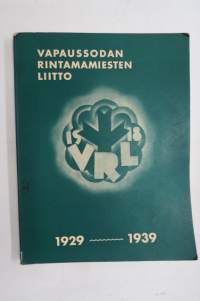 VAPAUSSODAN
RINTAMAMIESTEN
LIITTO
19 18
VRL
1929 — 1939